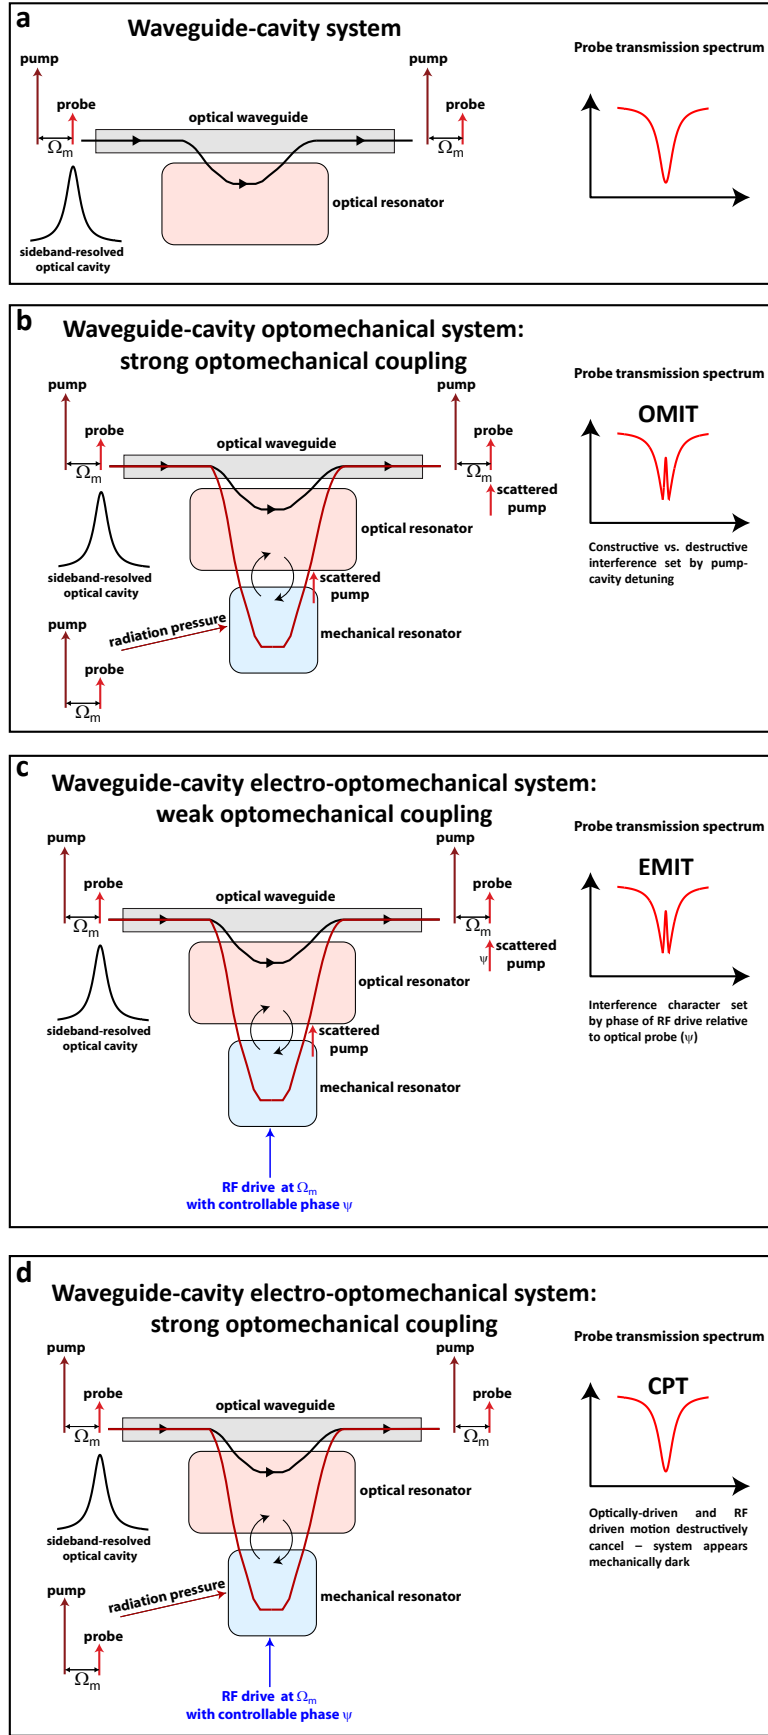 a
Waveguide-cavity system
pump
probe
Ωm
optical waveguide
optical resonator
sideband-resolved
optical cavity
pump
probe
Ωm
Probe transmission spectrum
b
Waveguide-cavity optomechanical system:
strong optomechanical coupling
pump
probe
Ωm
optical waveguide
optical resonator
sideband-resolved
optical cavity
scattered
pump
mechanical resonator
radiation pressure
pump
probe
Ωm
pump
probe
Ωm
scattered
pump
Probe transmission spectrum
OMIT
Constructive vs. destructive
interference set by pump-
cavity detuning
c
Waveguide-cavity electro-optomechanical system:
weak optomechanical coupling
pump
probe
Ωm
optical waveguide
optical resonator
sideband-resolved
optical cavity
scattered
pump
mechanical resonator
RF drive at Ωm
with controllable phase ψ
pump
probe
Ωm
ψ
scattered
pump
Probe transmission spectrum
EMIT
Interference character set
by phase of RF drive relative
to optical probe (ψ)
d
Waveguide-cavity electro-optomechanical system:
strong optomechanical coupling
pump
probe
Ωm
optical waveguide
optical resonator
sideband-resolved
optical cavity
mechanical resonator
radiation pressure
pump
probe
Ωm
RF drive at Ωm
with controllable phase ψ
pump
probe
Ωm
Probe transmission spectrum
CPT
Optically-driven and RF
driven motion destructively
cancel – system appears
mechanically dark